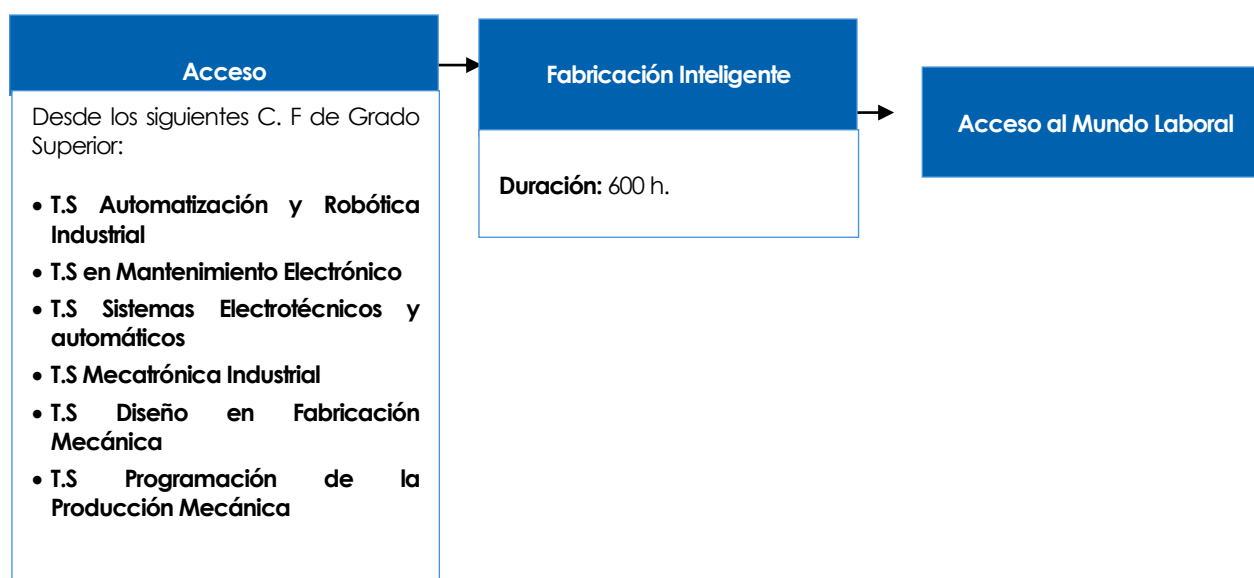 Acceso
Desde los siguientes C. F de Grado
Superior:
• T.S Automatización y Robótica
Industrial
• T.S en Mantenimiento Electrónico
• T.S Sistemas Electrotécnicos y
automáticos
• T.S Mecatrónica Industrial
• T.S Diseño en Fabricación
Mecánica
• T.S Programación de la
Producción Mecánica
Fabricación Inteligente
Duración: 600 h.
Acceso al Mundo Laboral